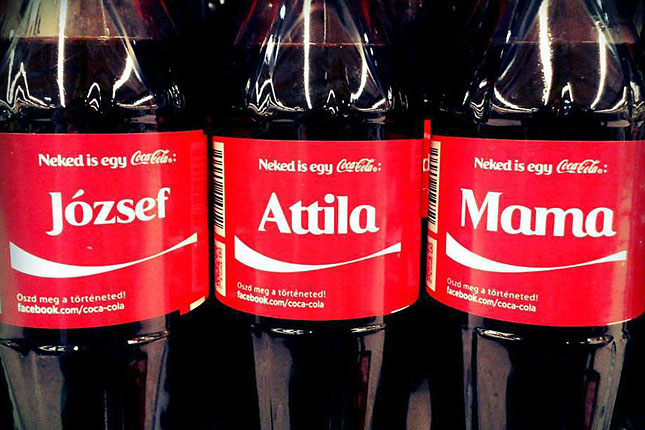 Neked is egy Coca-Cola:
József
Oszd meg a történeted!
facebook.com/coca-cola
Neked is egy Coca-Cola:
Attila
Oszd meg a történeted!
facebook.com/coca-cola
Neked is egy Coca-Cola:
Mama
Oszd meg a történeted!
facebook.com/coca-cola